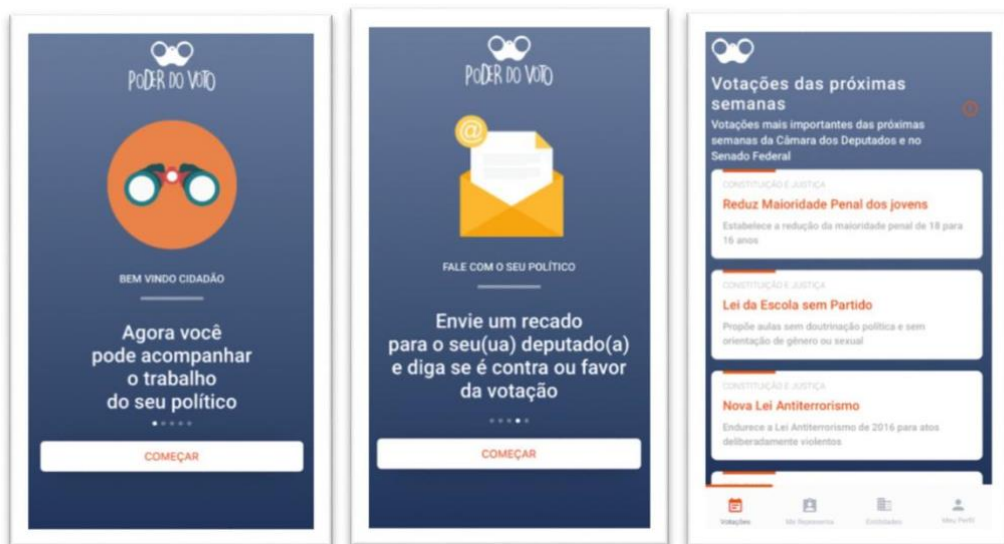 PODER DO VOTO
BEM VINDO CIDADÃO
Agora você
pode acompanhar
o trabalho
do seu político
COMEÇAR
PODER DO VOTO
@
FALE COM O SEU POLÍTICO
Envie um recado
para o seu(ua) deputado(a)
e diga se é contra ou favor
da votação
COMEÇAR
Votações das próximas
semanas
Votações mais importantes das próximas
semanas da Câmara dos Deputados e no
Senado Federal
CONSTITUIÇÃO E JUSTIÇA
Reduz Maioridade Penal dos jovens
Estabelece a redução da maioridade penal de 18 para
16 anos
CONSTITUIÇÃO E JUSTIÇA
Lei da Escola sem Partido
Propõe aulas sem doutrinação política e sem
orientação de gênero ou sexual
CONSTITUIÇÃO E JUSTIÇA
Nova Lei Antiterrorismo
Endurece a Lei Antiterrorismo de 2016 para atos
deliberadamente violentos
Votações
Me Representa
Entidades
Meu Perfil